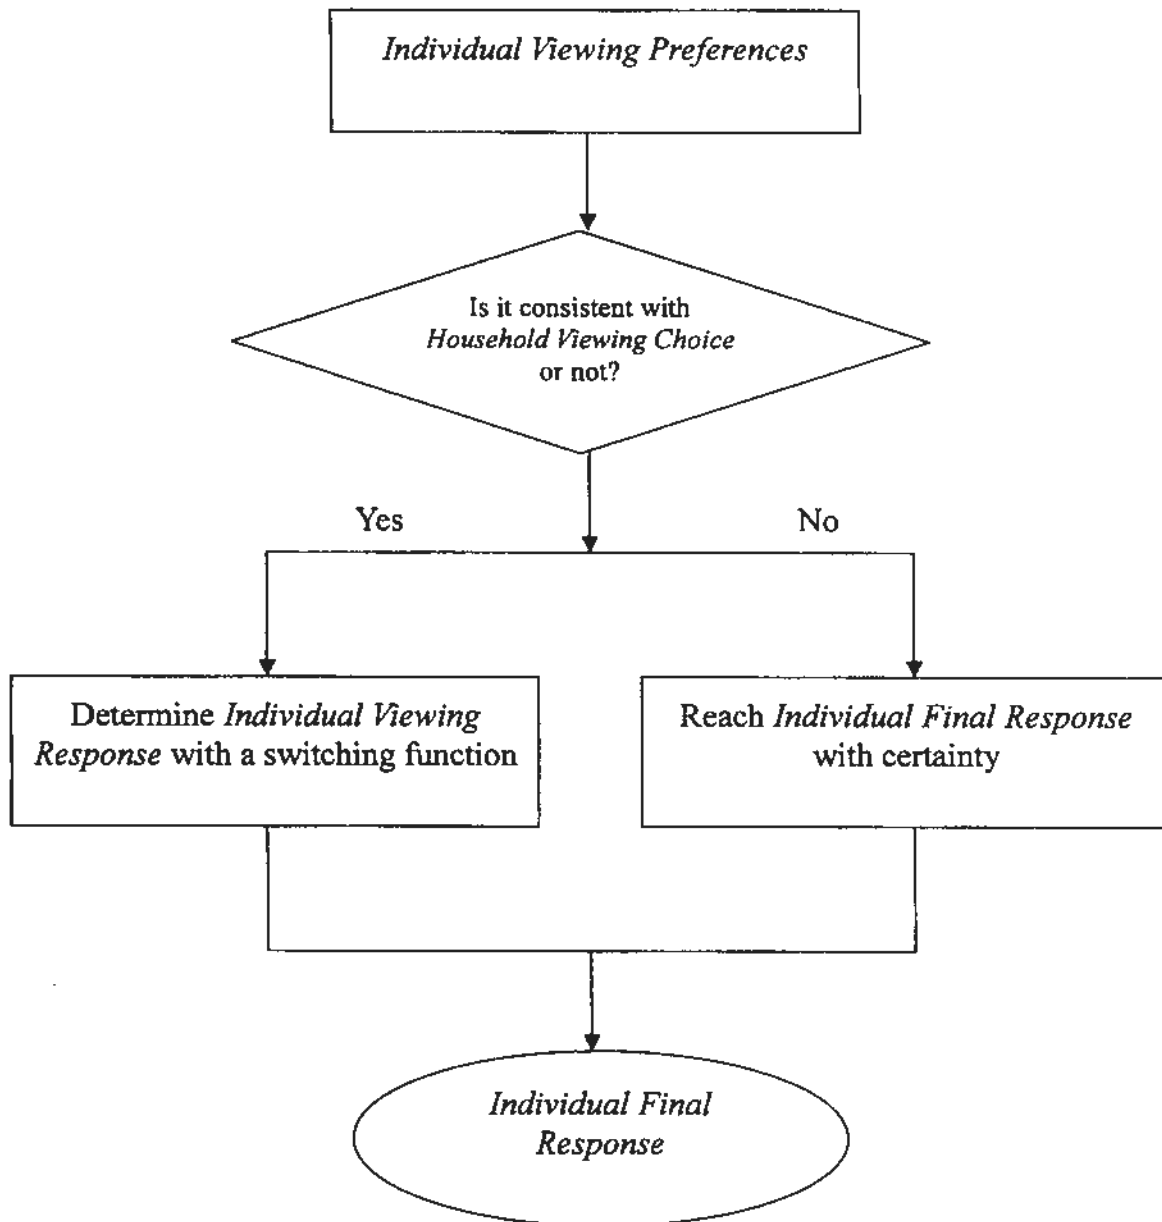 Individual Viewing Preferences
Is it consistent with
Household Viewing Choice
or not?
Yes
No
Determine Individual Viewing
Response with a switching function
Reach Individual Final Response
with certainty
Individual Final
Response